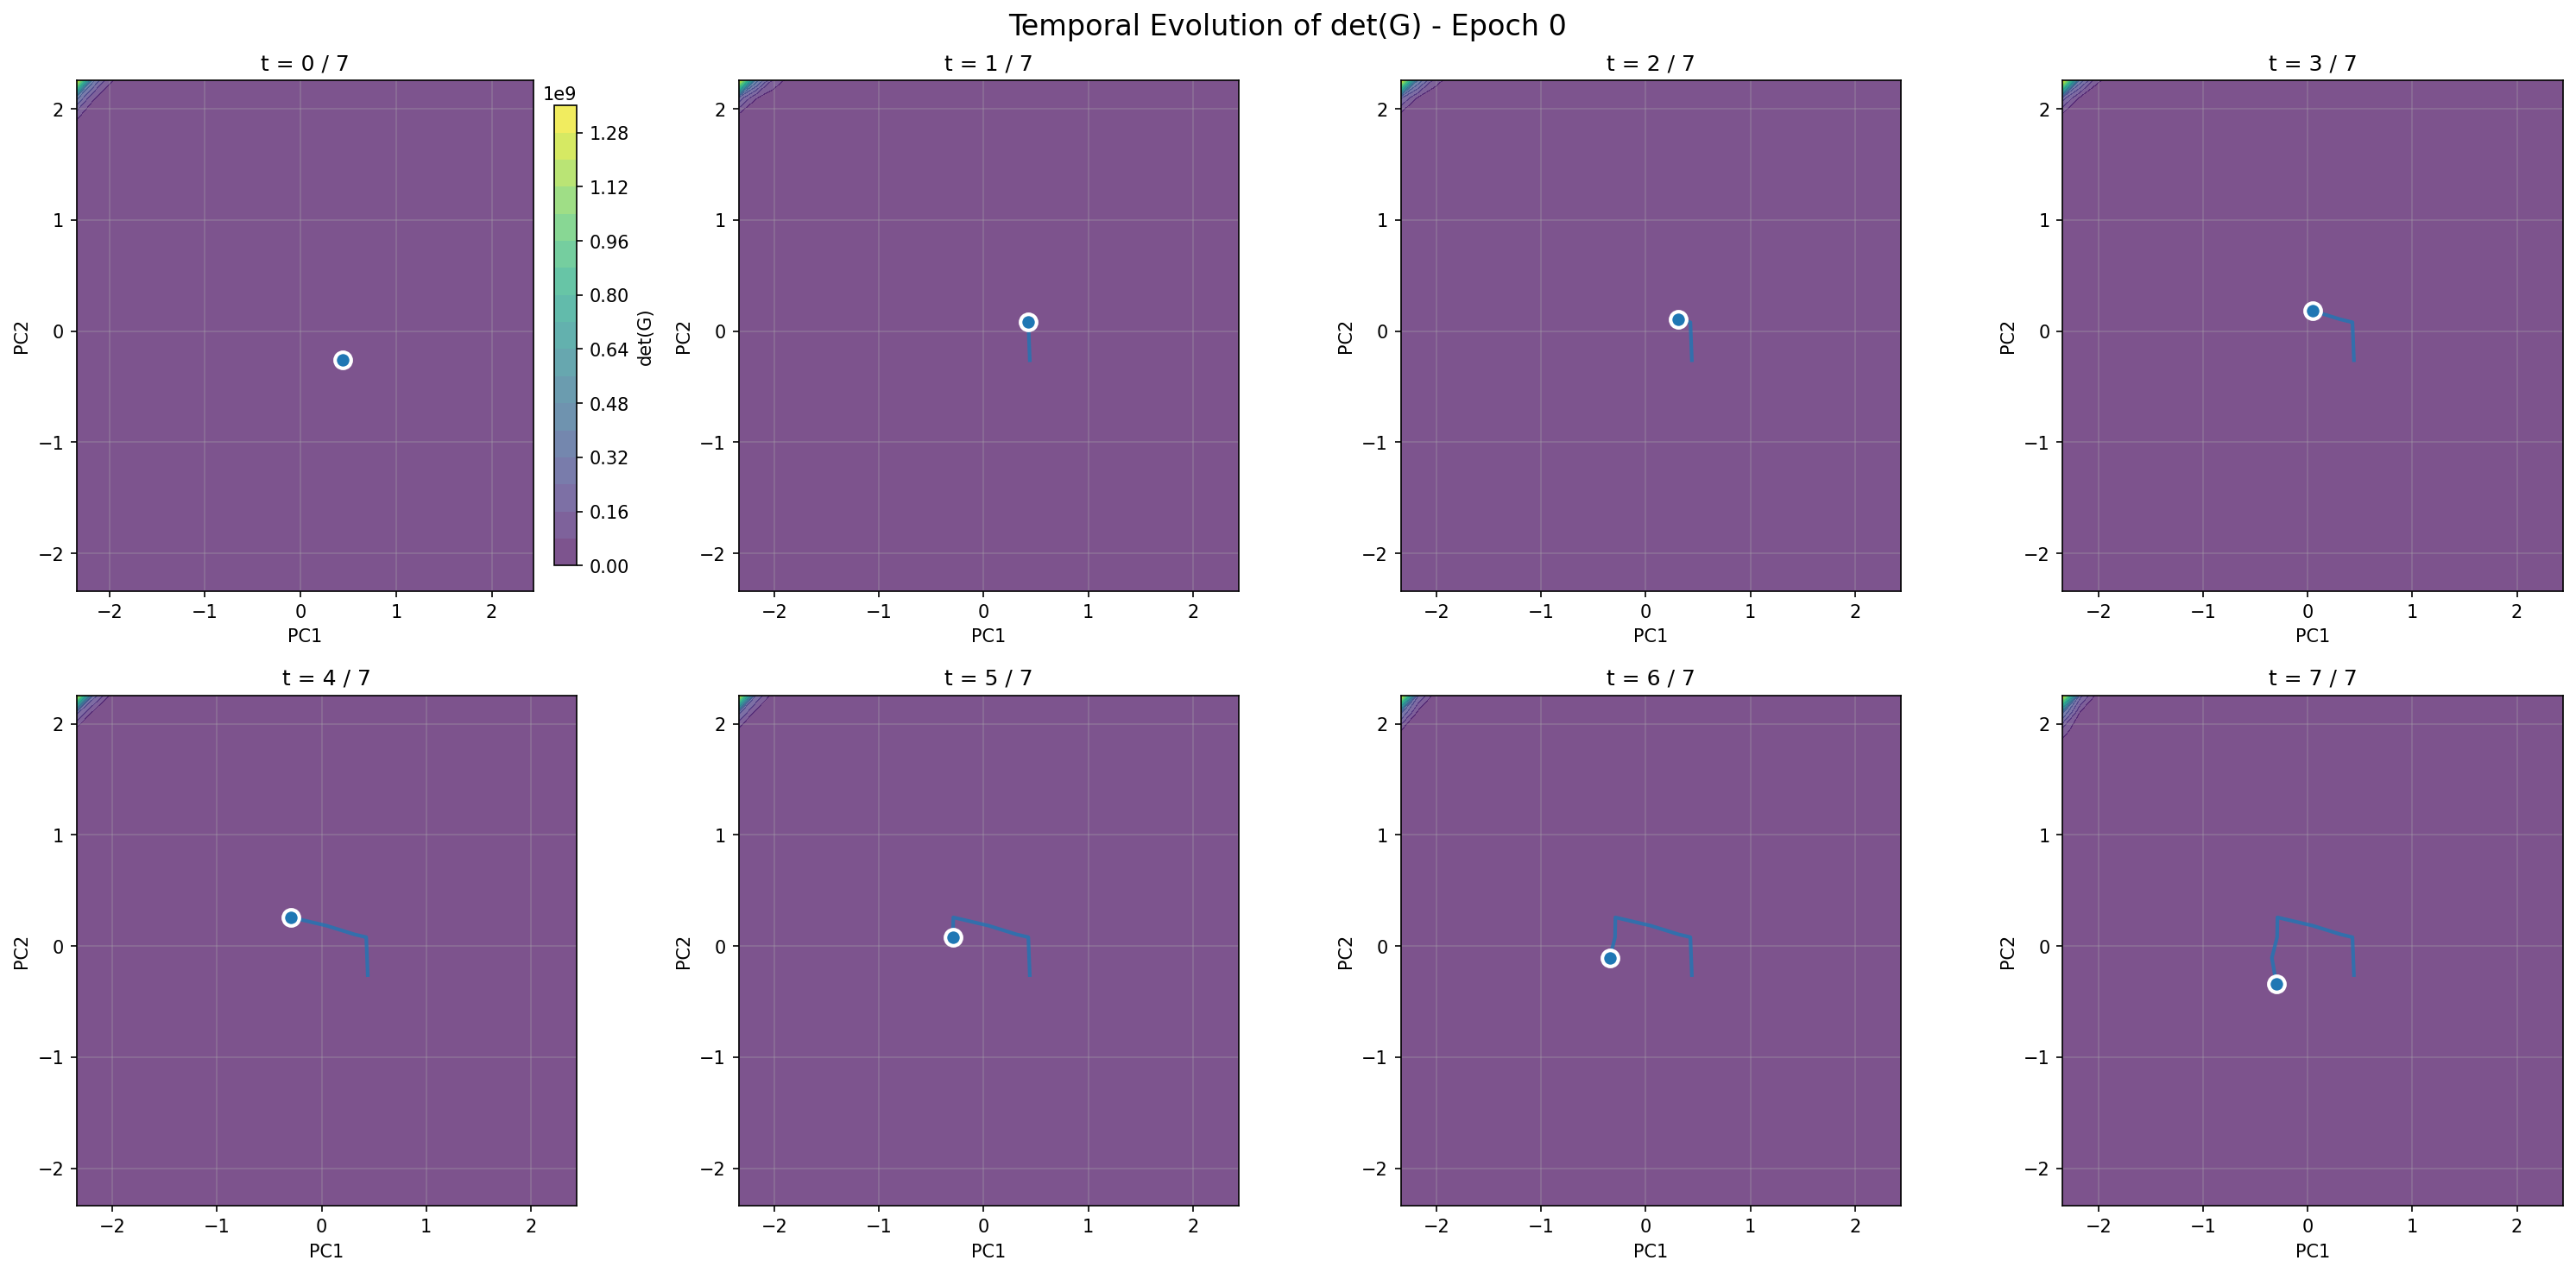 Temporal Evolution of det(G) - Epoch 0
t = 0 / 7
2
1
0
−1
−2
PC2
−2 −1 0 1 2
PC1
1e9
1.28
1.12
0.96
0.80
0.64
0.48
0.32
0.16
0.00
det(G)
t = 1 / 7
2
1
0
−1
−2
PC2
−2 −1 0 1 2
PC1
t = 2 / 7
2
1
0
−1
−2
PC2
−2 −1 0 1 2
PC1
t = 3 / 7
2
1
0
−1
−2
PC2
−2 −1 0 1 2
PC1
t = 4 / 7
2
1
0
−1
−2
PC2
−2 −1 0 1 2
PC1
t = 5 / 7
2
1
0
−1
−2
PC2
−2 −1 0 1 2
PC1
t = 6 / 7
2
1
0
−1
−2
PC2
−2 −1 0 1 2
PC1
t = 7 / 7
2
1
0
−1
−2
PC2
−2 −1 0 1 2
PC1